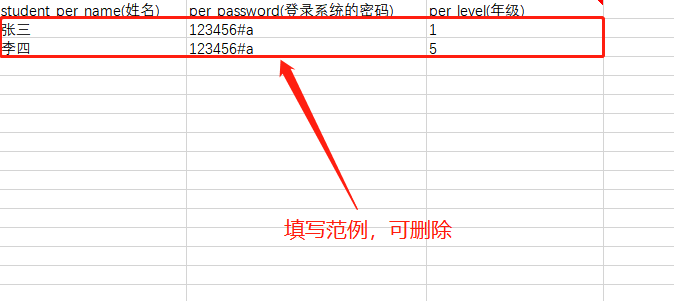 student_per_name(姓名) per_password(登录系统的密码) per_level(年级)
张三 123456#a 1
李四 123456#a 5
填写范例，可删除